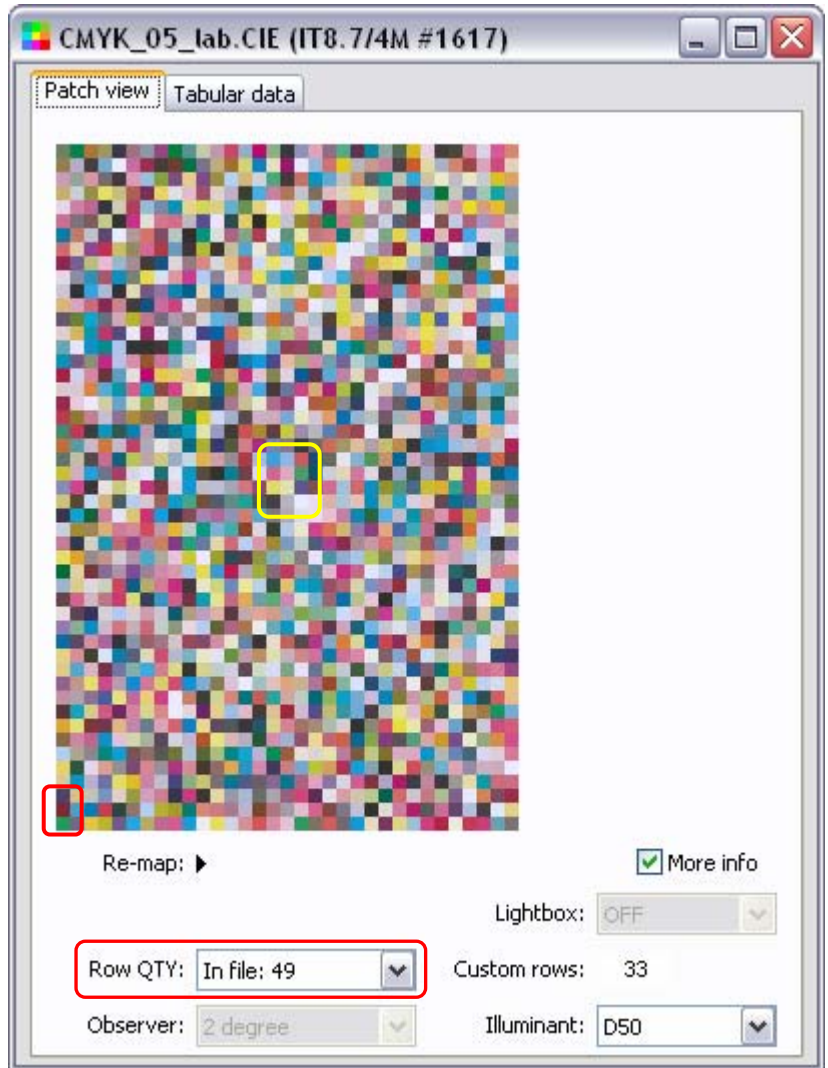 CMYK_05_lab.CIE (IT8.7/4M #1617)
Patch view Tabular data
Re-map: More info
Lightbox: OFF
Row QTY: In file: 49 Custom rows: 33
Observer: 2 degree Illuminant: D50